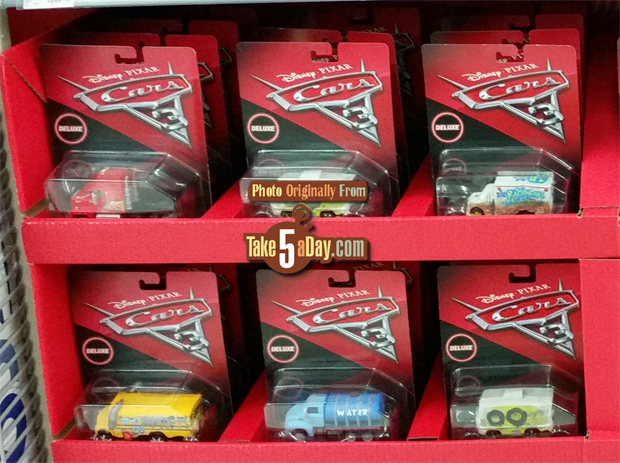 DISNEY·PIXAR
Cars
3
DELUXE
DISNEY·PIXAR
Cars
3
DELUXE
DISNEY·PIXAR
Cars
3
DELUXE
Photo Originally From
Take5aDay.com
DISNEY·PIXAR
Cars
3
DELUXE
DISNEY·PIXAR
Cars
3
DELUXE
WATER
DISNEY·PIXAR
Cars
3
DELUXE